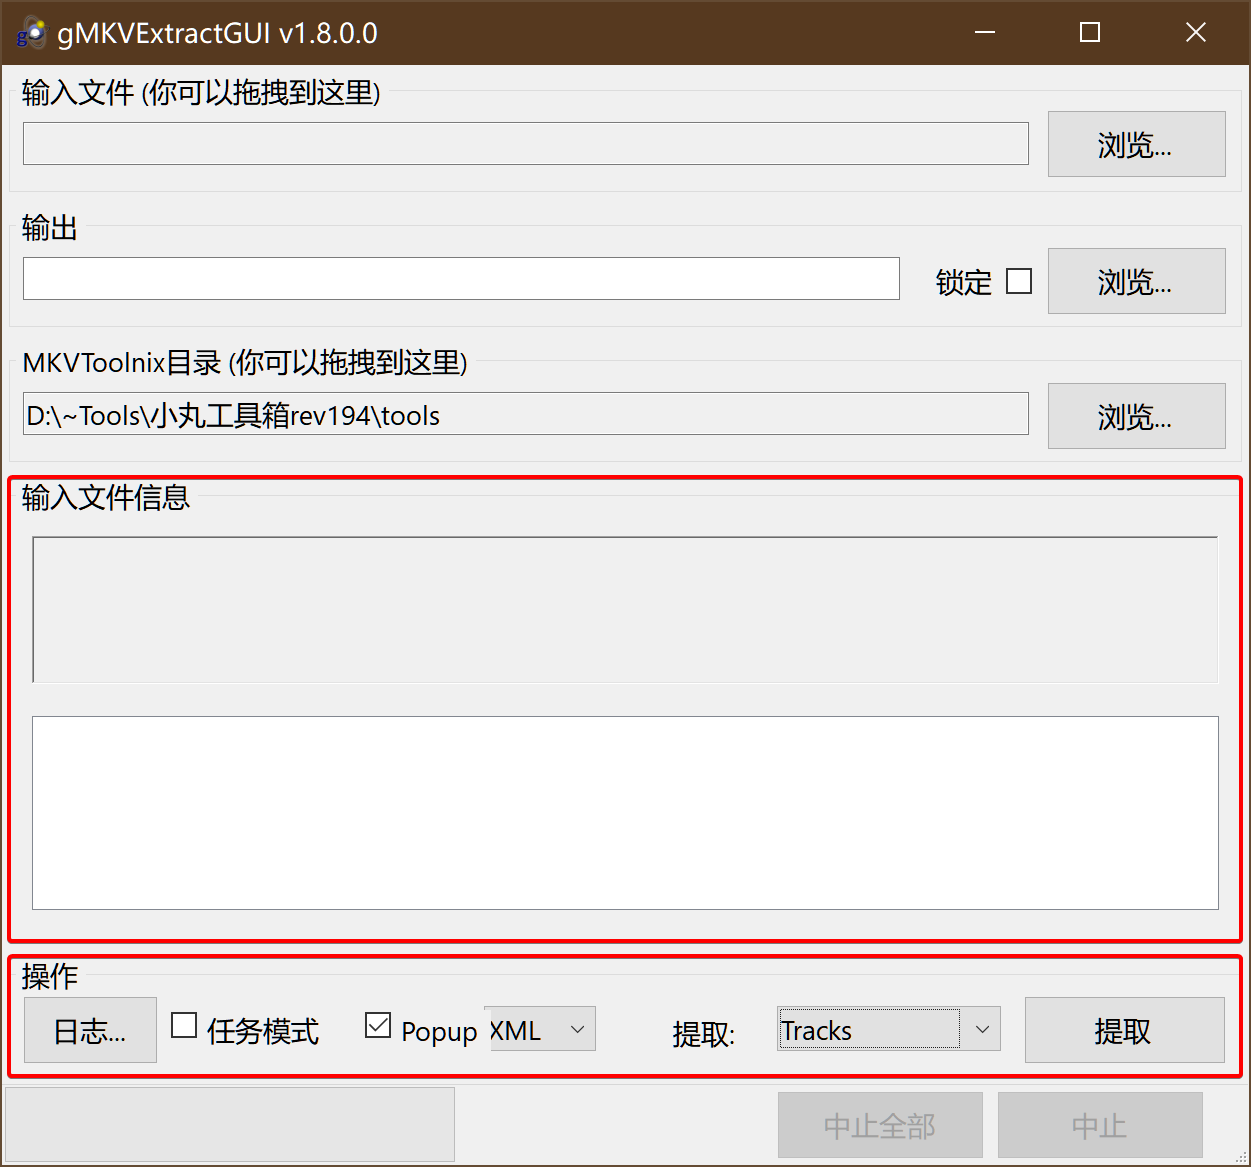 gMKVExtractGUI v1.8.0.0
输入文件 (你可以拖拽到这里)
浏览...
输出
锁定
浏览...
MKVToolnix目录 (你可以拖拽到这里)
D:\~Tools\小丸工具箱rev194\tools
浏览...
输入文件信息
操作
日志... 任务模式 Popup XML 提取: Tracks 提取
中止全部 中止